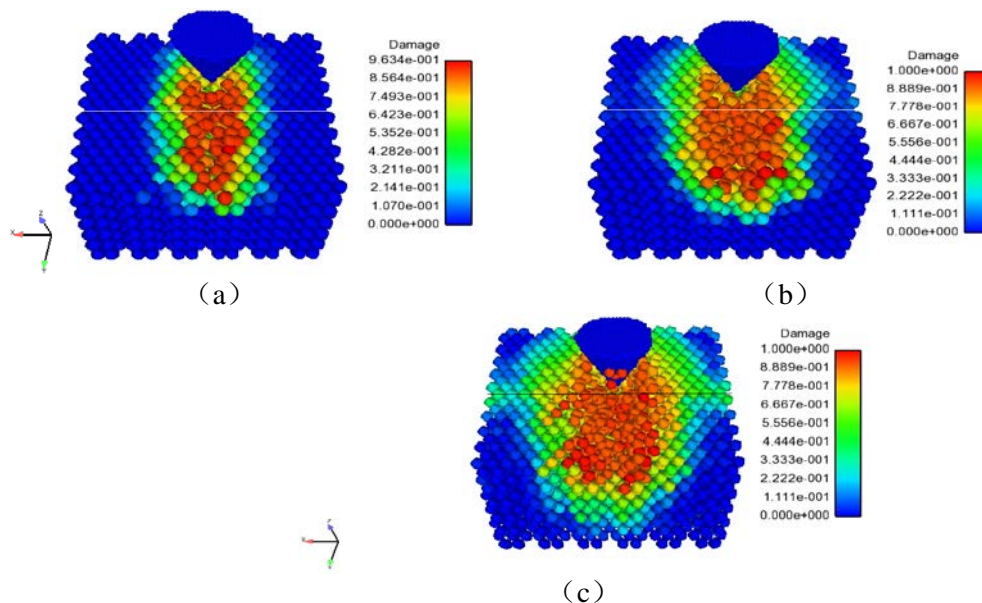 Damage
9.634e-001
8.564e-001
7.493e-001
6.423e-001
5.352e-001
4.282e-001
3.211e-001
2.141e-001
1.070e-001
0.000e+000
Z
X
Y
（a）
Damage
1.000e+000
8.889e-001
7.778e-001
6.667e-001
5.556e-001
4.444e-001
3.333e-001
2.222e-001
1.111e-001
0.000e+000
（b）
Damage
1.000e+000
8.889e-001
7.778e-001
6.667e-001
5.556e-001
4.444e-001
3.333e-001
2.222e-001
1.111e-001
0.000e+000
X
（c）